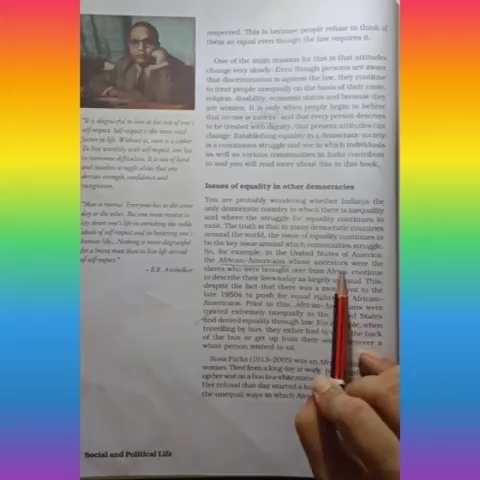 respected. This is because people refuse to think of
them as equal even though the law requires it.
One of the main reasons for this is that attitudes
change very slowly. Even though persons are aware
that discrimination is against the law, they continue
to treat people unequally on the basis of their caste,
religion, disability, economic status and because they
are women. It is only when people begin to believe
that no one is inferior, and that every person deserves
to be treated with dignity, that present attitudes can
change. Establishing equality in a democratic society
is a continuous struggle and one in which individuals
as well as various communities in India contribute
to and you will read more about this in this book.
"It is disgraceful to live at the cost of one's
self-respect. Self-respect is the most vital
factor in life. Without it, man is a cipher.
To live worthily with self-respect, one has
to overcome difficulties. It is out of hard
and ceaseless struggle alone that one
derives strength, confidence and
recognition.
"Man is mortal. Everyone has to die some
day or the other. But one must resolve to
lay down one's life in enriching the noble
ideals of self-respect and in bettering one's
human life... Nothing is more disgraceful
for a brave man than to live life devoid
of self-respect."
- B.R. Ambedkar
Issues of equality in other democracies
You are probably wondering whether India is the
only democratic country in which there is inequality
and where the struggle for equality continues to
exist. The truth is that in many democratic countries
around the world, the issue of equality continues to
be the key issue around which communities struggle.
So, for example, in the United States of America,
the African-Americans whose ancestors were the
slaves who were brought over from Africa, continue
to describe their lives today as largely unequal. This,
despite the fact that there was a movement in the
late 1950s to push for equal rights African-
Americans. Prior to this, African-Americans were
treated extremely unequally in the United States
and denied equality through law. For example, when
travelling by bus, they either had to the back
of the bus or get up from their whenever a
white person wished to sit.
Rosa Parks (1913–2005) was an
woman. Tired from a long day at work,
up her seat on a bus to a white man
Her refusal that day started a
the unequal ways in which
Social and Political Life